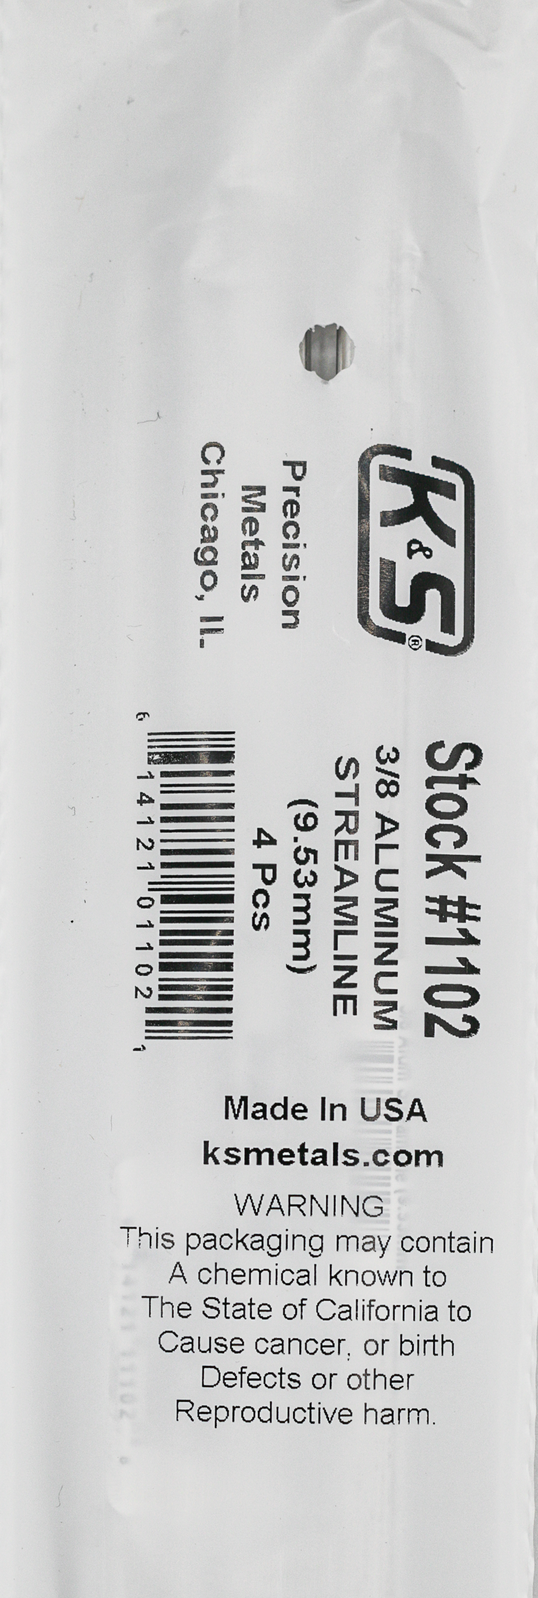 K&S®
Precision
Metals
Chicago, IL
Stock #1102
3/8 ALUMINUM
STREAMLINE
(9.53mm)
4 Pcs
6 14121 01102 1
Made In USA
ksmetals.com
WARNING
This packaging may contain
A chemical known to
The State of California to
Cause cancer, or birth
Defects or other
Reproductive harm.